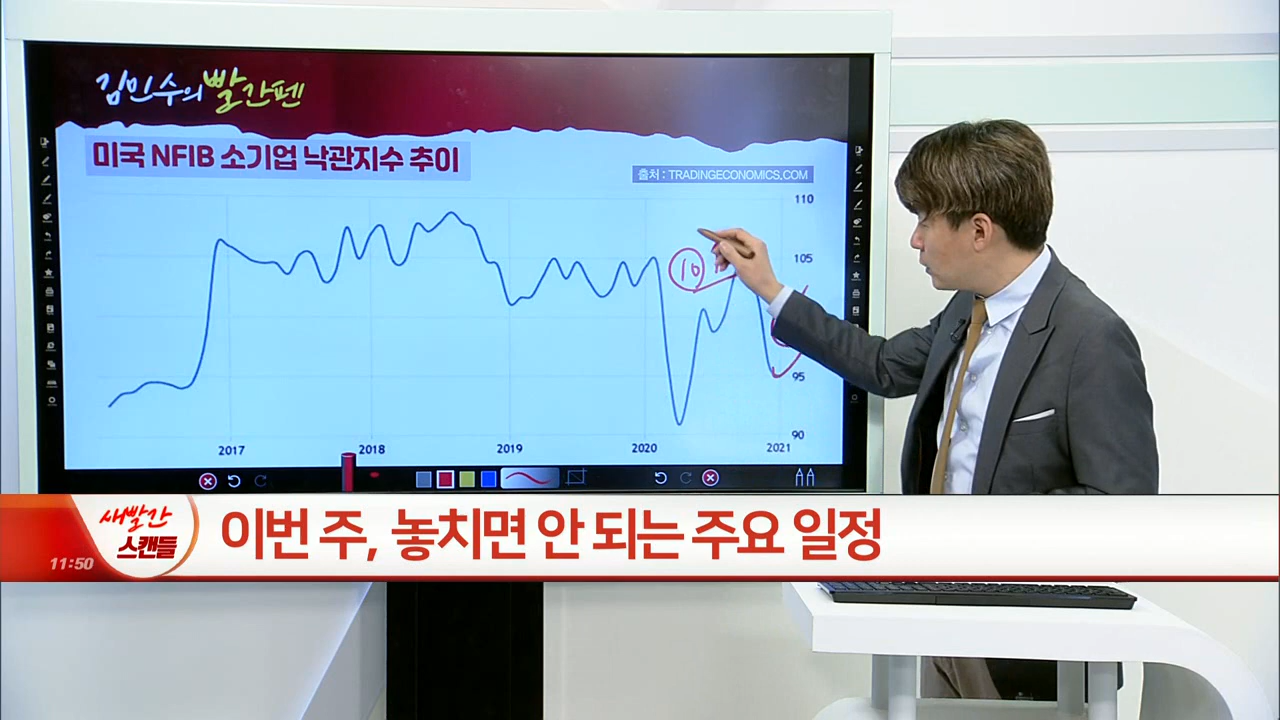 김민수의 빨간펜
미국 NFIB 소기업 낙관지수 추이
출처 : TRADINGECONOMICS.COM
110
105
10
95
90
2017
2018
2019
2020
2021
새빨간
스캔들
11:50
이번 주, 놓치면 안 되는 주요 일정